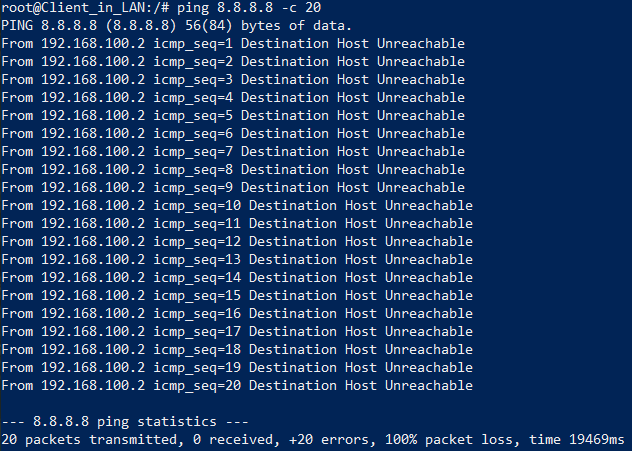 root@Client_in_LAN:/# ping 8.8.8.8 -c 20
PING 8.8.8.8 (8.8.8.8) 56(84) bytes of data.
From 192.168.100.2 icmp_seq=1 Destination Host Unreachable
From 192.168.100.2 icmp_seq=2 Destination Host Unreachable
From 192.168.100.2 icmp_seq=3 Destination Host Unreachable
From 192.168.100.2 icmp_seq=4 Destination Host Unreachable
From 192.168.100.2 icmp_seq=5 Destination Host Unreachable
From 192.168.100.2 icmp_seq=6 Destination Host Unreachable
From 192.168.100.2 icmp_seq=7 Destination Host Unreachable
From 192.168.100.2 icmp_seq=8 Destination Host Unreachable
From 192.168.100.2 icmp_seq=9 Destination Host Unreachable
From 192.168.100.2 icmp_seq=10 Destination Host Unreachable
From 192.168.100.2 icmp_seq=11 Destination Host Unreachable
From 192.168.100.2 icmp_seq=12 Destination Host Unreachable
From 192.168.100.2 icmp_seq=13 Destination Host Unreachable
From 192.168.100.2 icmp_seq=14 Destination Host Unreachable
From 192.168.100.2 icmp_seq=15 Destination Host Unreachable
From 192.168.100.2 icmp_seq=16 Destination Host Unreachable
From 192.168.100.2 icmp_seq=17 Destination Host Unreachable
From 192.168.100.2 icmp_seq=18 Destination Host Unreachable
From 192.168.100.2 icmp_seq=19 Destination Host Unreachable
From 192.168.100.2 icmp_seq=20 Destination Host Unreachable

--- 8.8.8.8 ping statistics ---
20 packets transmitted, 0 received, +20 errors, 100% packet loss, time 19469ms